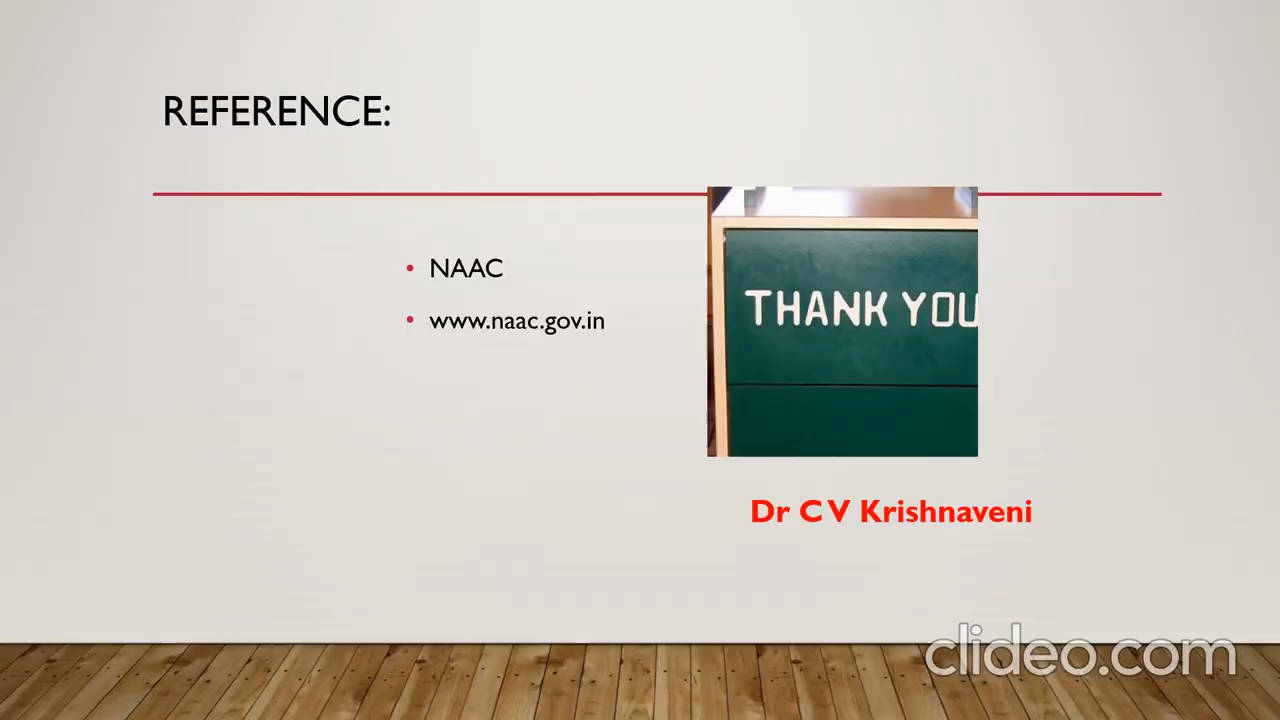 REFERENCE:
• NAAC
• www.naac.gov.in
THANK YOU
Dr C V Krishnaveni
clideo.com